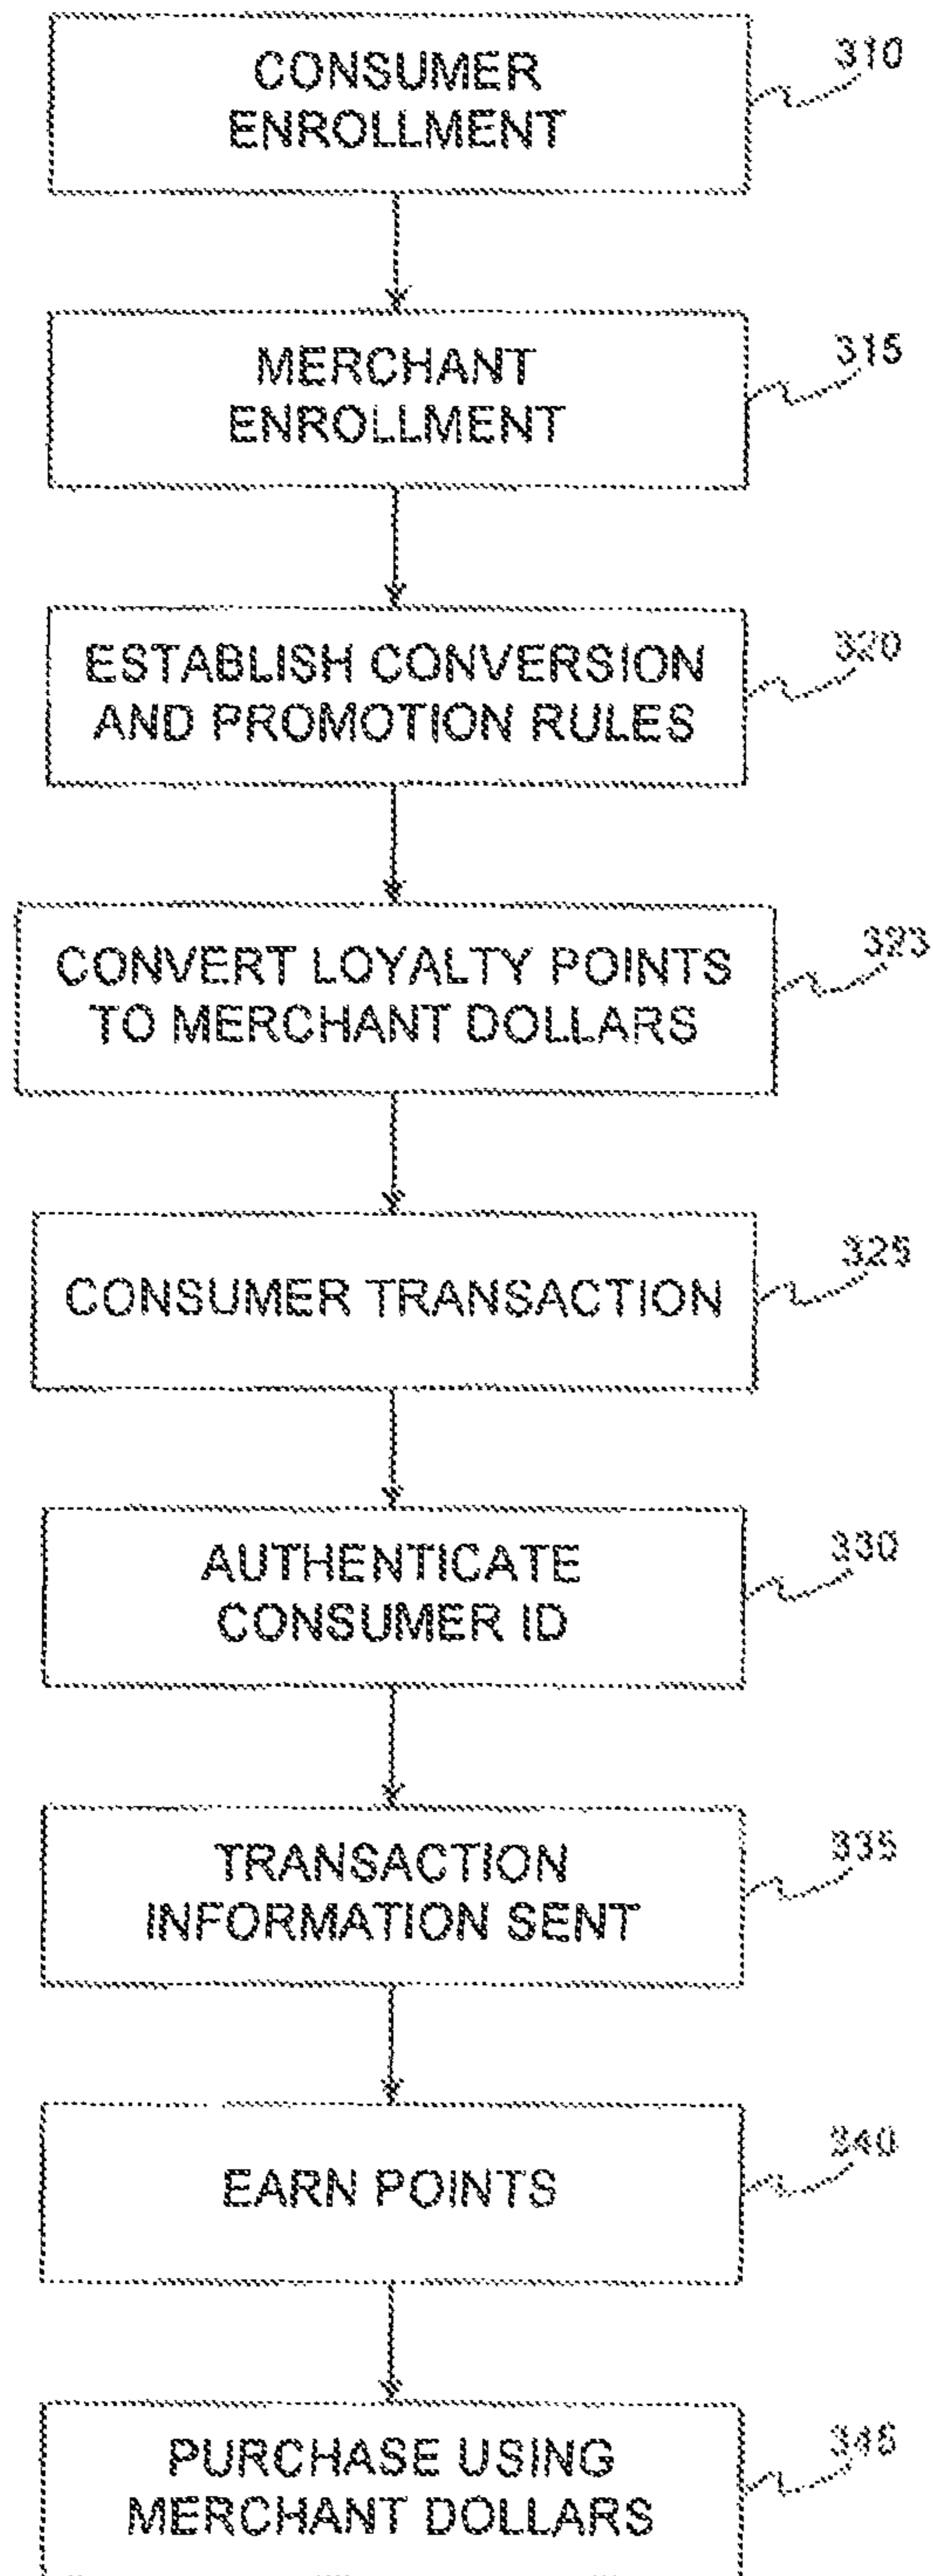 CONSUMER
ENROLLMENT
310
MERCHANT
ENROLLMENT
315
ESTABLISH CONVERSION
AND PROMOTION RULES
320
CONVERT LOYALTY POINTS
TO MERCHANT DOLLARS
323
CONSUMER TRANSACTION
325
AUTHENTICATE
CONSUMER ID
330
TRANSACTION
INFORMATION SENT
335
EARN POINTS
340
PURCHASE USING
MERCHANT DOLLARS
345